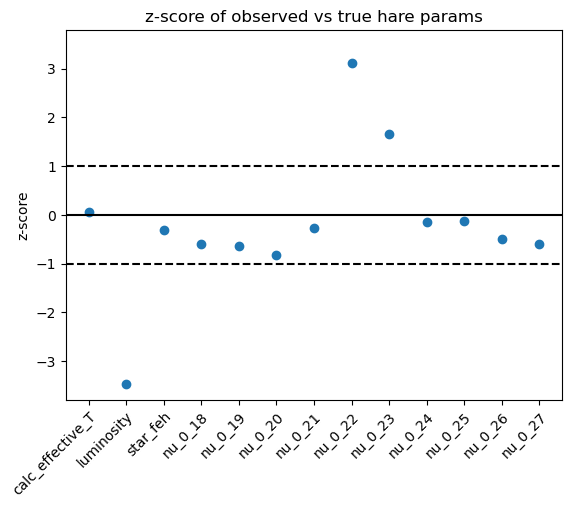 z-score of observed vs true hare params
z-score
3
2
1
0
−1
−2
−3
calc_effective_T
luminosity
star_feh
nu_0_18
nu_0_19
nu_0_20
nu_0_21
nu_0_22
nu_0_23
nu_0_24
nu_0_25
nu_0_26
nu_0_27